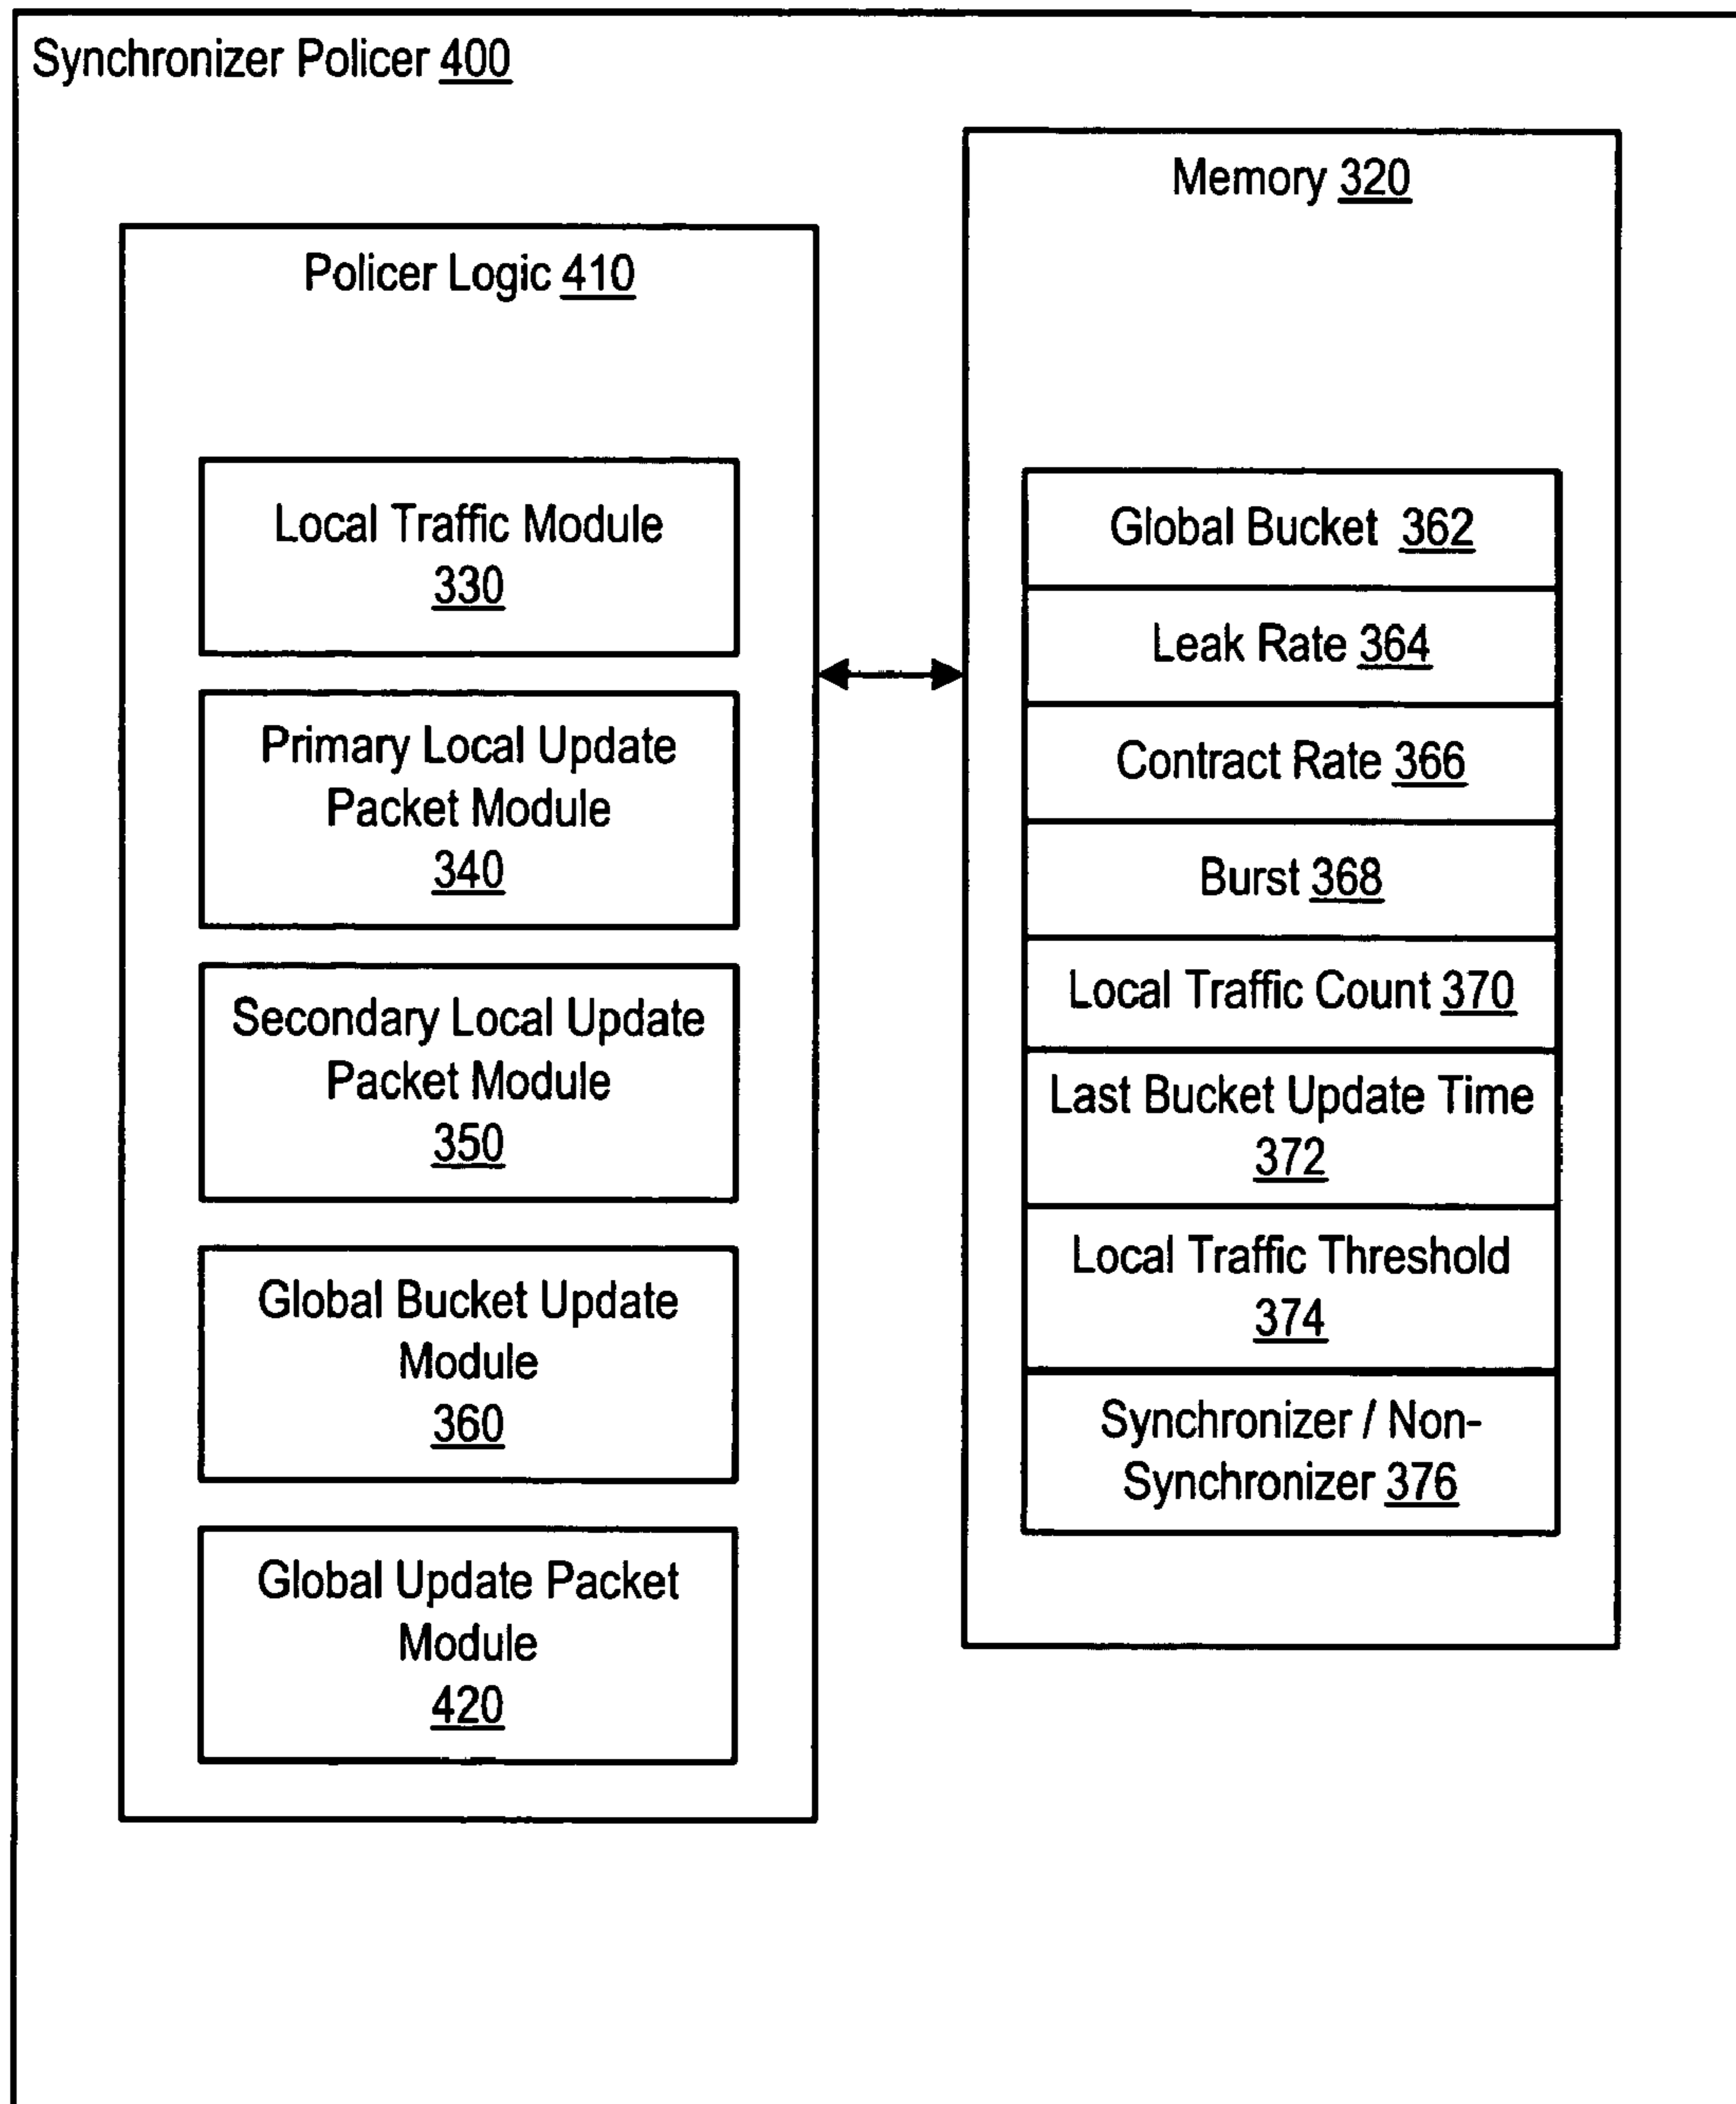 Synchronizer Policer 400
Policer Logic 410
Local Traffic Module
330
Primary Local Update
Packet Module
340
Secondary Local Update
Packet Module
350
Global Bucket Update
Module
360
Global Update Packet
Module
420
Memory 320
Global Bucket 362
Leak Rate 364
Contract Rate 366
Burst 368
Local Traffic Count 370
Last Bucket Update Time
372
Local Traffic Threshold
374
Synchronizer / Non-
Synchronizer 376